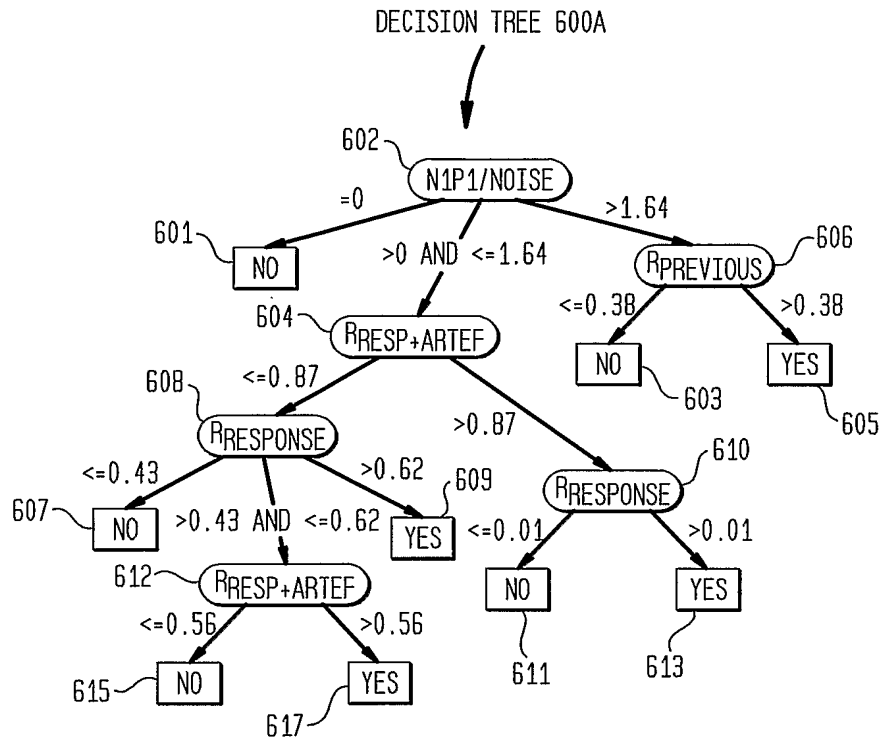 DECISION TREE 600A
602
N1P1/NOISE
=0
>0 AND <=1.64
>1.64
601
NO
606
RPREVIOUS
<=0.38
>0.38
NO
603
YES
605
604
RRESP+ARTEF
<=0.87
>0.87
608
RRESPONSE
<=0.43
>0.43 AND <=0.62
>0.62
607
NO
609
YES
610
RRESPONSE
<=0.01
>0.01
NO
611
YES
613
612
RRESP+ARTEF
<=0.56
>0.56
615
NO
617
YES